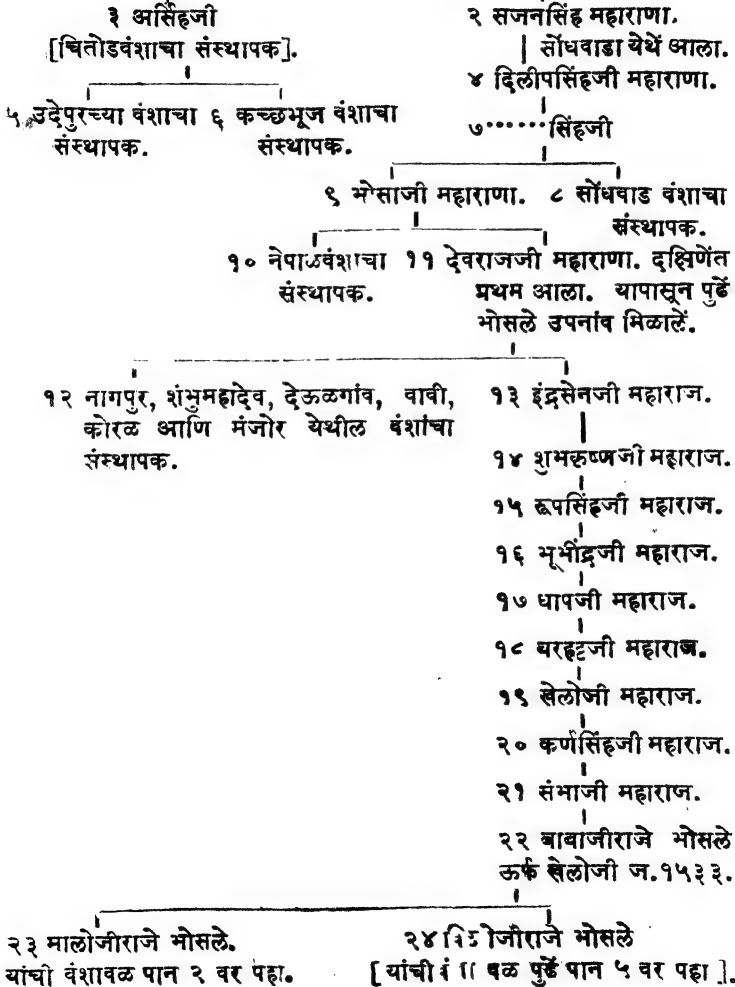 ३ अर्सिहजी
[चितोडवंशाचा संस्थापक].
२ सजनसिंह महाराणा.
सोंधवाडा येथें आला.
४ दिलीपसिंहजी महाराणा.
५ उदेपुरच्या वंशाचा संस्थापक.
६ कच्छभूज वंशाचा संस्थापक.
७······सिंहजी
९ भोसाजी महाराणा.
८ सोंधवाड वंशाचा संस्थापक.
१० नेपाळवंशाचा संस्थापक.
११ देवराजजी महाराणा. दक्षिणेंत
प्रथम आला. यापासून पुढें
भोसले उपनांव मिळालें.
१२ नागपुर, शंभुमहादेव, देऊळगांव, वावी,
कोरळ आणि मंजोर येथील वंशांचा
संस्थापक.
१३ इंद्रसेनजी महाराज.
१४ शुभकृष्णजी महाराज.
१५ रूपसिंहजी महाराज.
१६ भूमींद्रजी महाराज.
१७ धापजी महाराज.
१८ बरहट्टजी महाराज.
१९ खेलोजी महाराज.
२० कर्णसिंहजी महाराज.
२१ संभाजी महाराज.
२२ बाबाजीराजे भोसले
ऊर्फ खेलोजी ज.१५३३.
२३ मालोजीराजे भोसले.
यांची वंशावळ पान २ वर पहा.
२४ भोसले
[ यांची पुढें पान ५ वर पहा ].